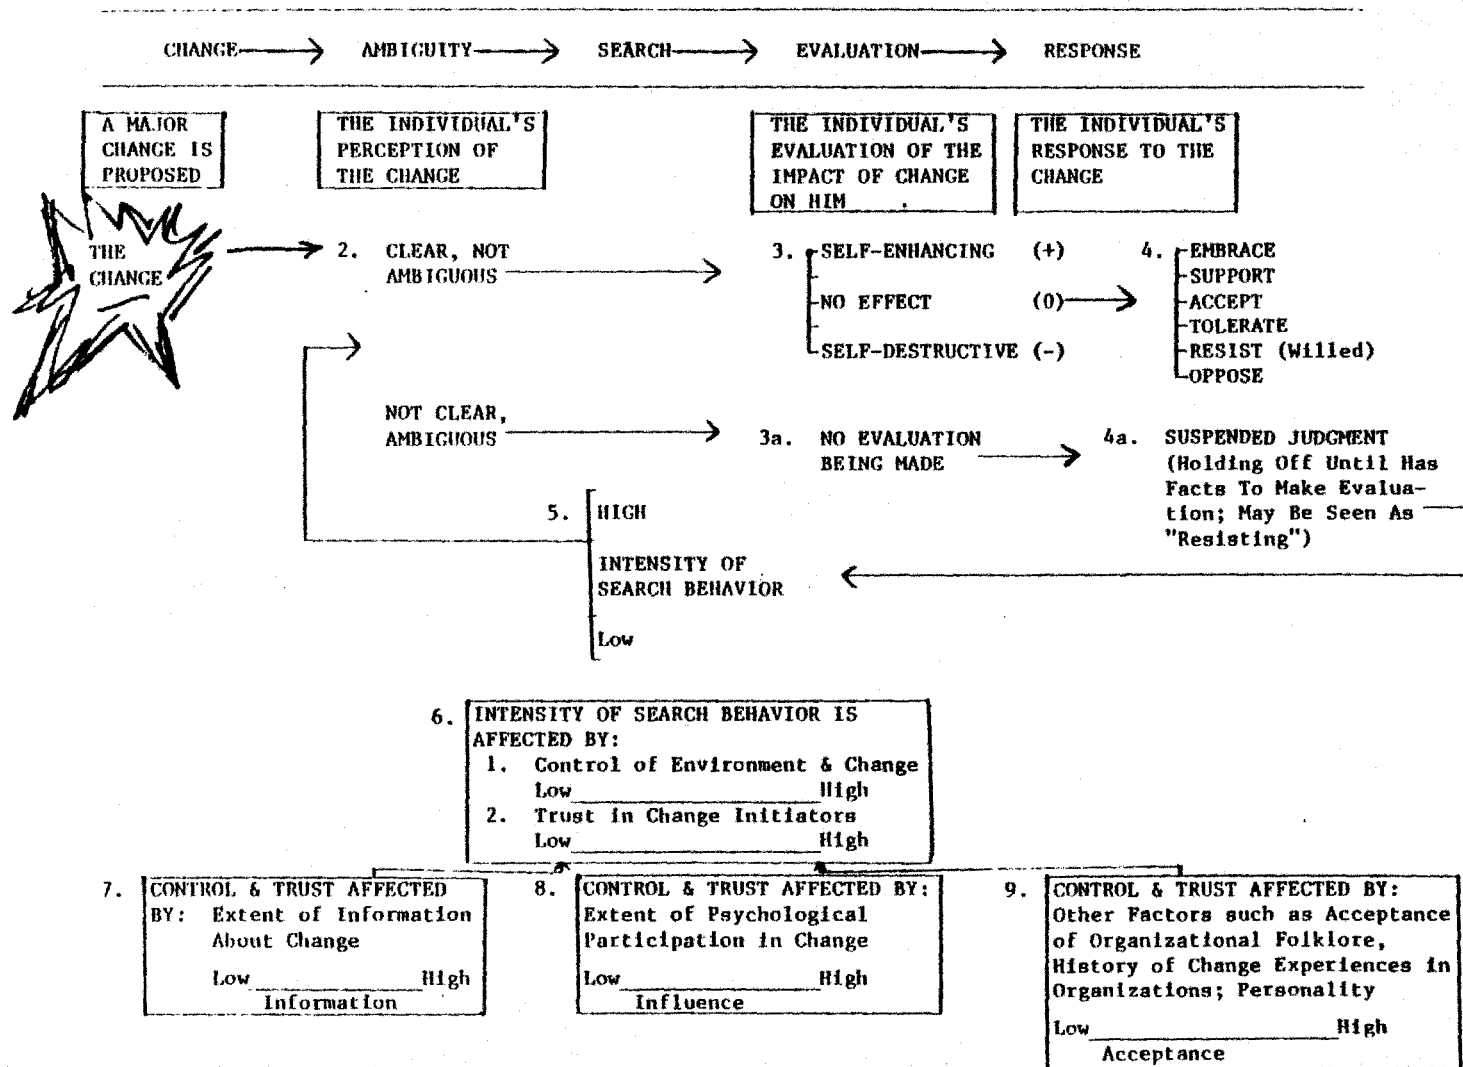 CHANGE AMBIGUITY SEARCH EVALUATION RESPONSE
A MAJOR
CHANGE IS
PROPOSED
THE INDIVIDUAL'S
PERCEPTION OF
THE CHANGE
THE INDIVIDUAL'S
EVALUATION OF THE
IMPACT OF CHANGE
ON HIM
THE INDIVIDUAL'S
RESPONSE TO THE
CHANGE
THE
CHANGE
2. CLEAR, NOT
AMBIGUOUS
3. SELF-ENHANCING (+)
NO EFFECT (0)
SELF-DESTRUCTIVE (-)
4. EMBRACE
SUPPORT
ACCEPT
TOLERATE
RESIST (Willed)
OPPOSE
NOT CLEAR,
AMBIGUOUS
3a. NO EVALUATION
BEING MADE
4a. SUSPENDED JUDGMENT
(Holding Off Until Has
Facts To Make Evalua-
tion; May Be Seen As
"Resisting")
5. HIGH
INTENSITY OF
SEARCH BEHAVIOR
Low
6. INTENSITY OF SEARCH BEHAVIOR IS
AFFECTED BY:
1. Control of Environment & Change
Low High
2. Trust in Change Initiators
Low High
7. CONTROL & TRUST AFFECTED
BY: Extent of Information
About Change
Low High
Information
8. CONTROL & TRUST AFFECTED BY:
Extent of Psychological
Participation in Change
Low High
Influence
9. CONTROL & TRUST AFFECTED BY:
Other Factors such as Acceptance
of Organizational Folklore,
History of Change Experiences in
Organizations; Personality
Low High
Acceptance